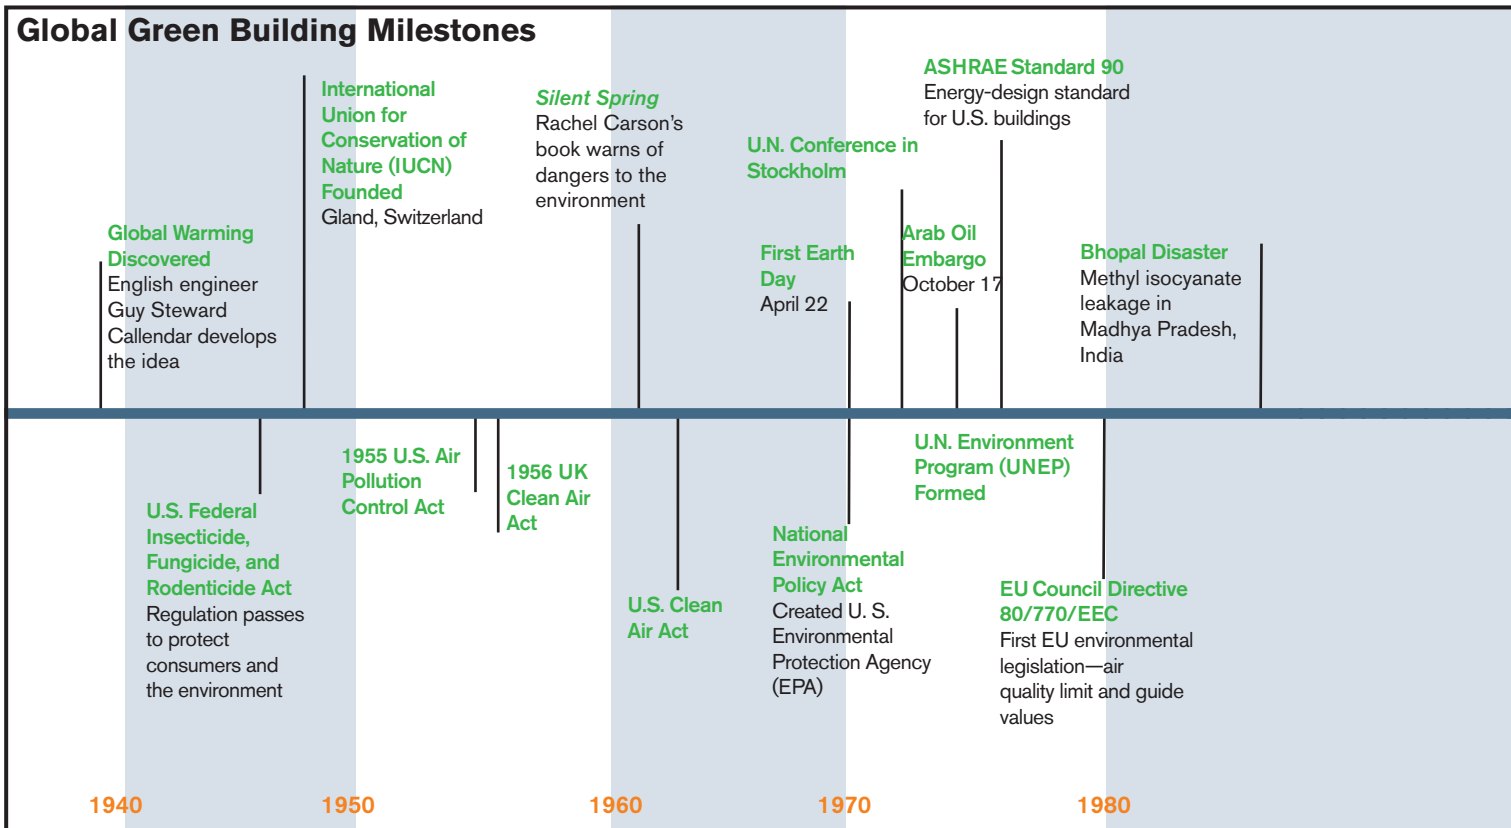 Global Green Building Milestones
Global Warming
Discovered
English engineer
Guy Steward
Callendar develops
the idea
International
Union for
Conservation of
Nature (IUCN)
Founded
Gland, Switzerland
Silent Spring
Rachel Carson’s
book warns of
dangers to the
environment
First Earth
Day
April 22
U.N. Conference in
Stockholm
Arab Oil
Embargo
October 17
ASHRAE Standard 90
Energy-design standard
for U.S. buildings
Bhopal Disaster
Methyl isocyanate
leakage in
Madhya Pradesh,
India
U.S. Federal
Insecticide,
Fungicide, and
Rodenticide Act
Regulation passes
to protect
consumers and
the environment
1955 U.S. Air
Pollution
Control Act
1956 UK
Clean Air
Act
U.S. Clean
Air Act
National
Environmental
Policy Act
Created U. S.
Environmental
Protection Agency
(EPA)
U.N. Environment
Program (UNEP)
Formed
EU Council Directive
80/770/EEC
First EU environmental
legislation—air
quality limit and guide
values
1940
1950
1960
1970
1980